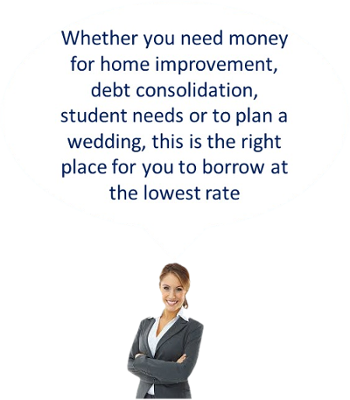 Whether you need money
for home improvement,
debt consolidation,
student needs or to plan a
wedding, this is the right
place for you to borrow at
the lowest rate